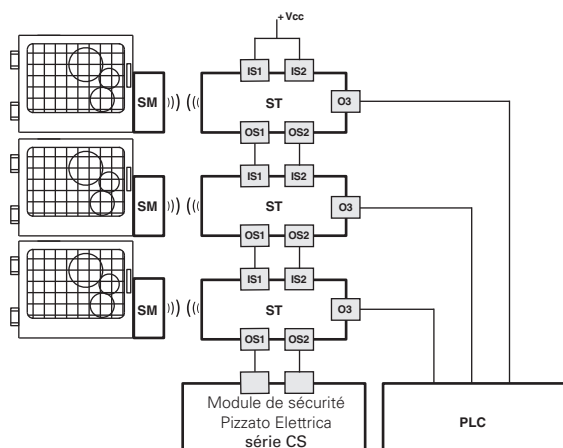 + Vcc
IS1 IS2
SM ST O3
OS1 OS2
IS1 IS2
SM ST O3
OS1 OS2
IS1 IS2
SM ST O3
OS1 OS2
Module de sécurité
Pizzato Elettrica
série CS
PLC